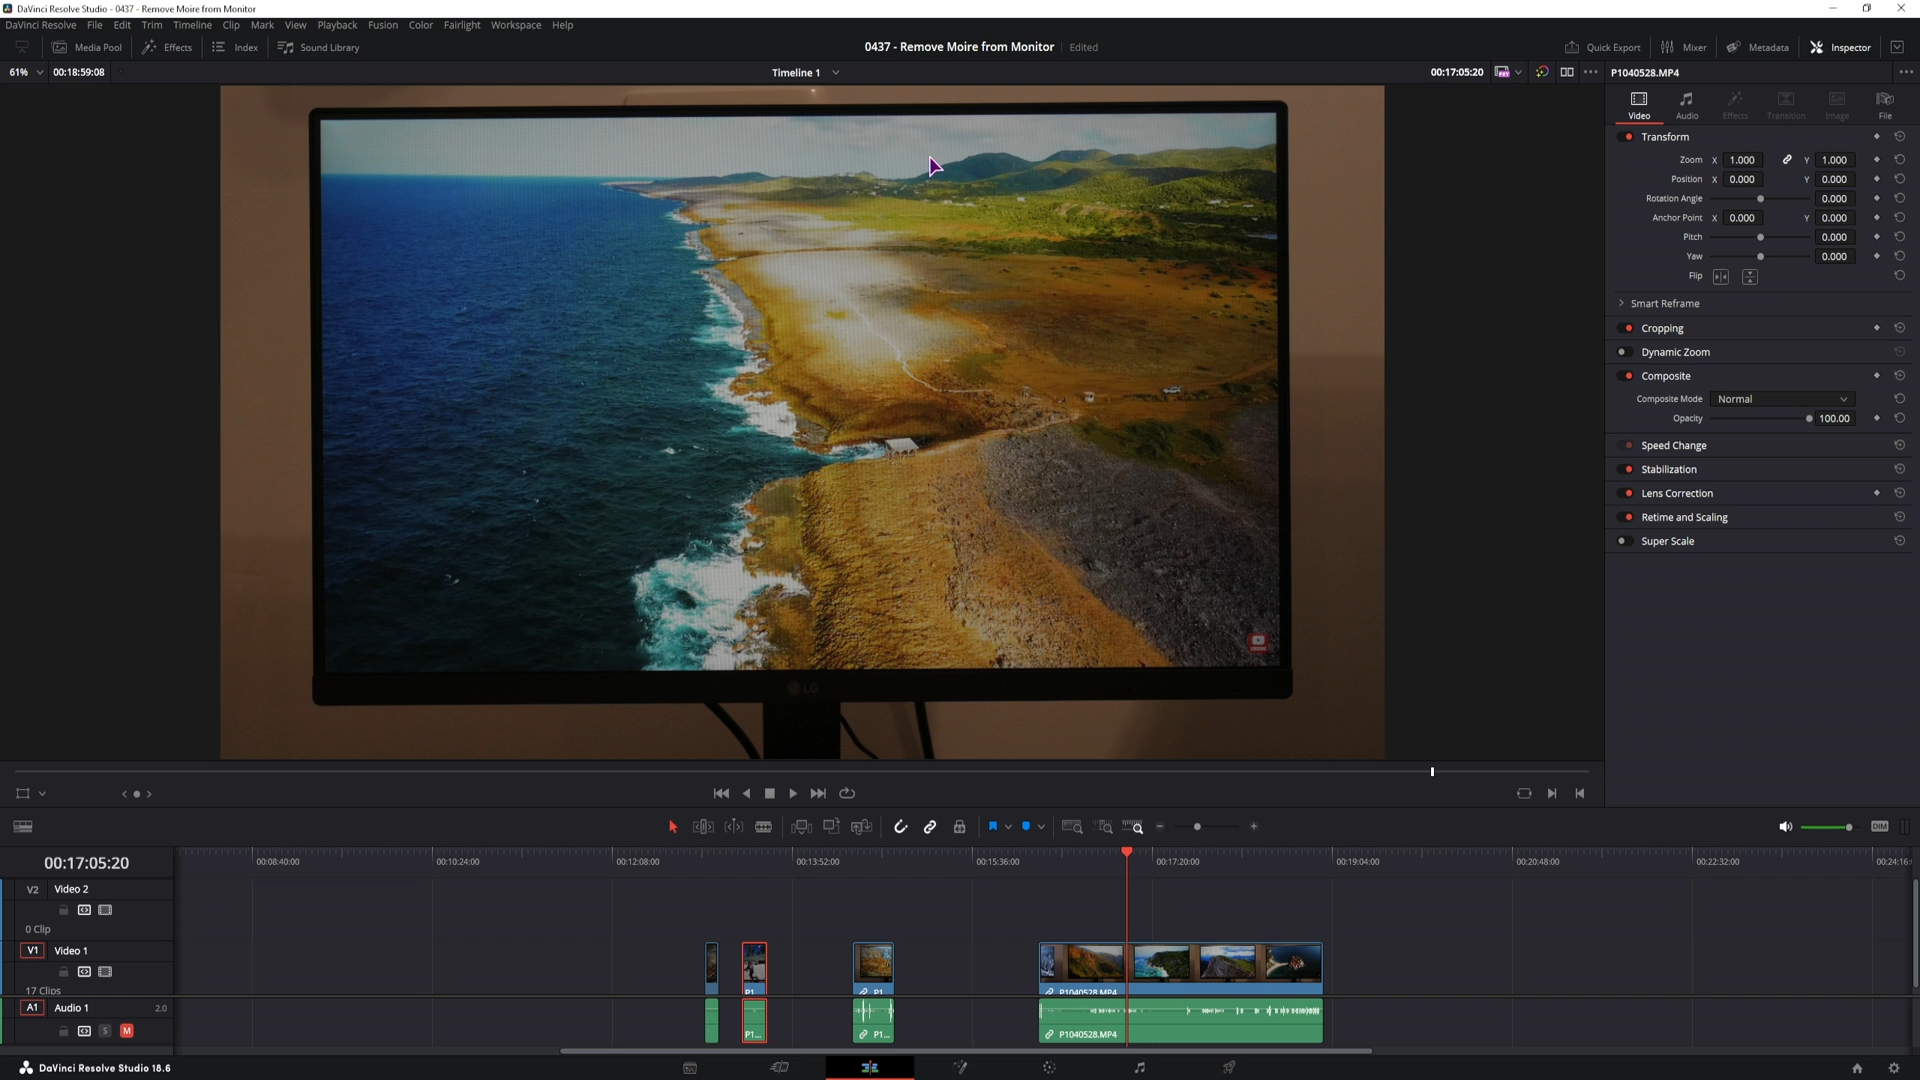 DaVinci Resolve Studio - 0437 - Remove Moire from Monitor
DaVinci Resolve File Edit Trim Timeline Clip Mark View Playback Fusion Color Fairlight Workspace Help
Media Pool Effects Index Sound Library 0437 - Remove Moire from Monitor Edited Quick Export Mixer Metadata Inspector
61% 00:18:59:08 Timeline 1 00:17:05:20 P1040528.MP4
Video Audio Effects Transition Image File
Transform
Zoom X 1.000 Y 1.000
Position X 0.000 Y 0.000
Rotation Angle 0.000
Anchor Point X 0.000 Y 0.000
Pitch 0.000
Yaw 0.000
Flip
Smart Reframe
Cropping
Dynamic Zoom
Composite
Composite Mode Normal
Opacity 100.00
Speed Change
Stabilization
Lens Correction
Retime and Scaling
Super Scale
LG
DIM
00:17:05:20 00:08:40:00 00:10:24:00 00:12:08:00 00:13:52:00 00:15:36:00 00:17:20:00 00:19:04:00 00:20:48:00 00:22:32:00 00:24:16:
V2 Video 2
0 Clip
V1 Video 1
17 Clips P1 P1 P1040528.MP4
A1 Audio 1 2.0
S M P1... P1... P1040528.MP4
DaVinci Resolve Studio 18.6